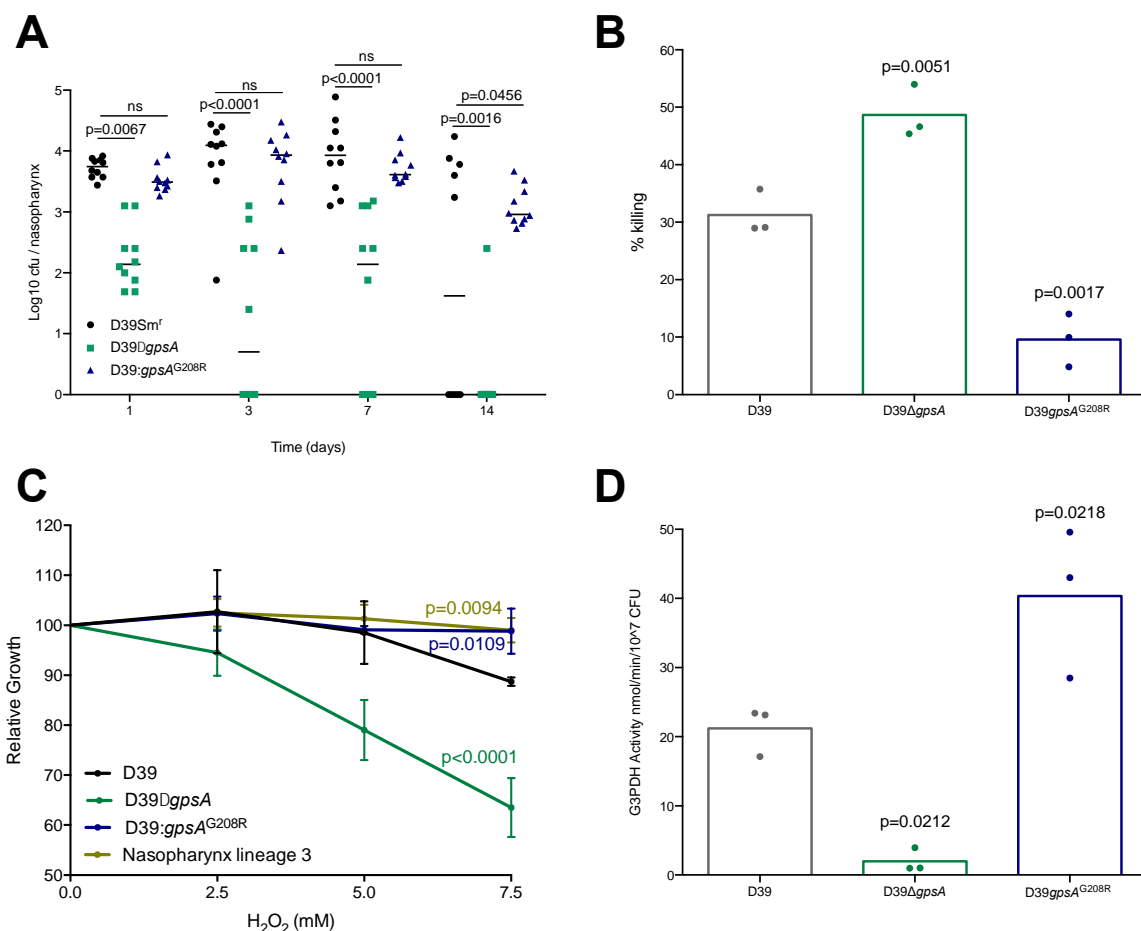 A
ns
ns
ns
p<0.0001
p<0.0001
p=0.0456
p=0.0067
p=0.0016
5
4
3
2
1
0
Log10 cfu / nasopharynx
D39Smʳ
D39▯gpsA
D39:gpsAᴳ²⁰⁸ᴿ
1
3
7
14
Time (days)
B
60
50
40
30
20
10
0
% killing
p=0.0051
p=0.0017
D39
D39ΔgpsA
D39gpsAᴳ²⁰⁸ᴿ
C
120
110
100
90
80
70
60
50
Relative Growth
p=0.0094
p=0.0109
p<0.0001
D39
D39▯gpsA
D39:gpsAᴳ²⁰⁸ᴿ
Nasopharynx lineage 3
0.0
2.5
5.0
7.5
H₂O₂ (mM)
D
50
40
30
20
10
0
G3PDH Activity nmol/min/10^7 CFU
p=0.0218
p=0.0212
D39
D39ΔgpsA
D39gpsAᴳ²⁰⁸ᴿ